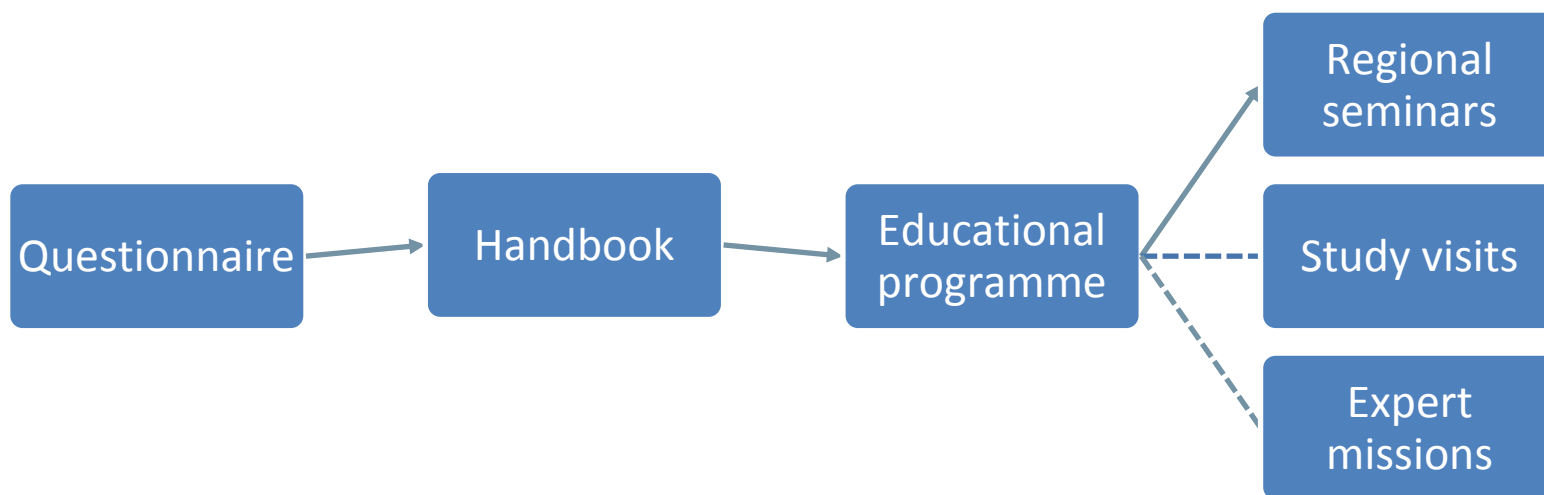 Questionnaire
Handbook
Educational
programme
Regional
seminars
Study visits
Expert
missions